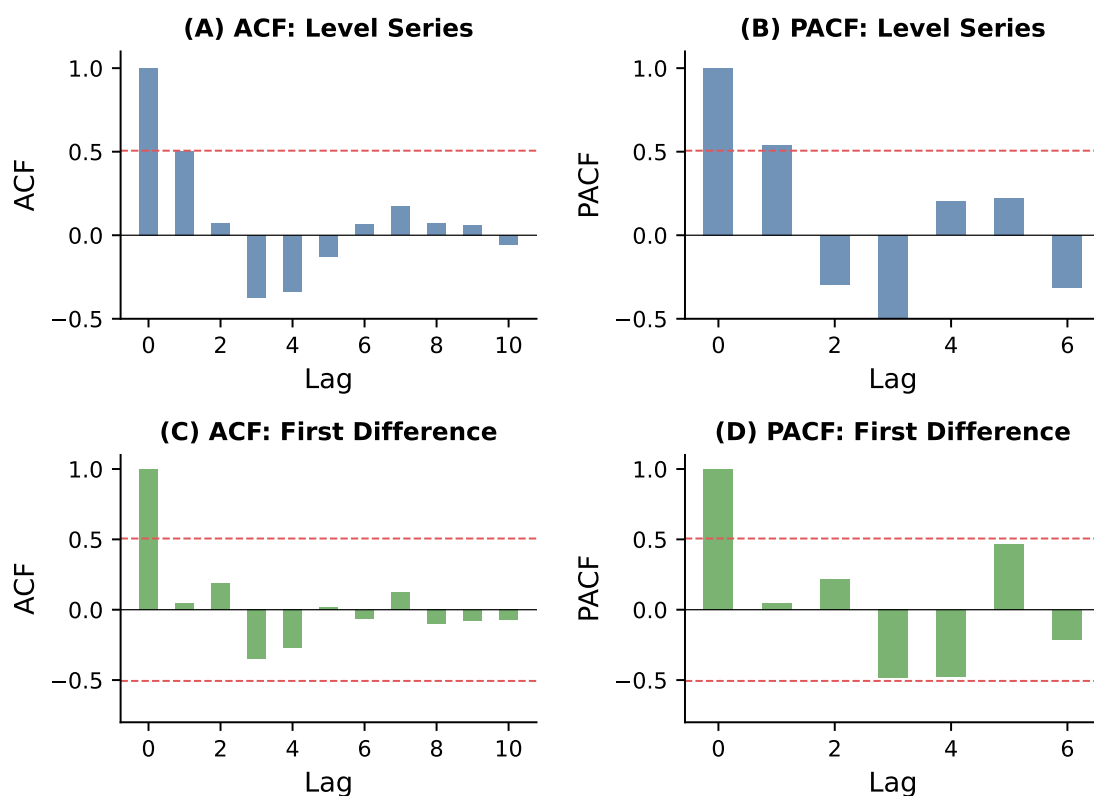 (A) ACF: Level Series
1.0
0.5
0.0
−0.5
ACF
0 2 4 6 8 10
Lag
(B) PACF: Level Series
1.0
0.5
0.0
−0.5
PACF
0 2 4 6
Lag
(C) ACF: First Difference
1.0
0.5
0.0
−0.5
ACF
0 2 4 6 8 10
Lag
(D) PACF: First Difference
1.0
0.5
0.0
−0.5
PACF
0 2 4 6
Lag